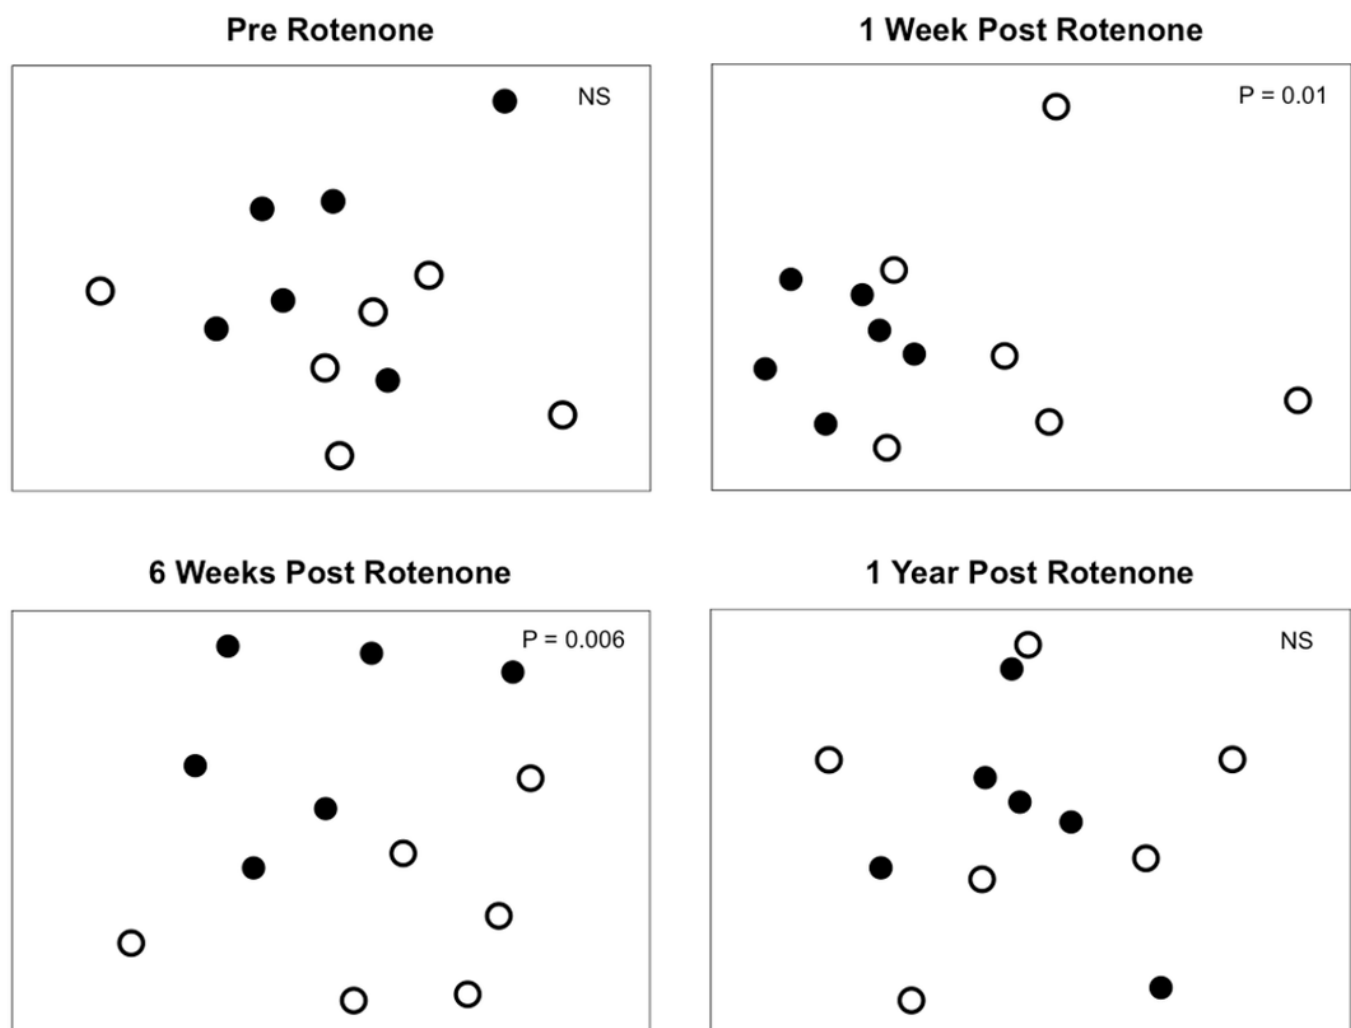 Pre Rotenone
NS
1 Week Post Rotenone
P = 0.01
6 Weeks Post Rotenone
P = 0.006
1 Year Post Rotenone
NS